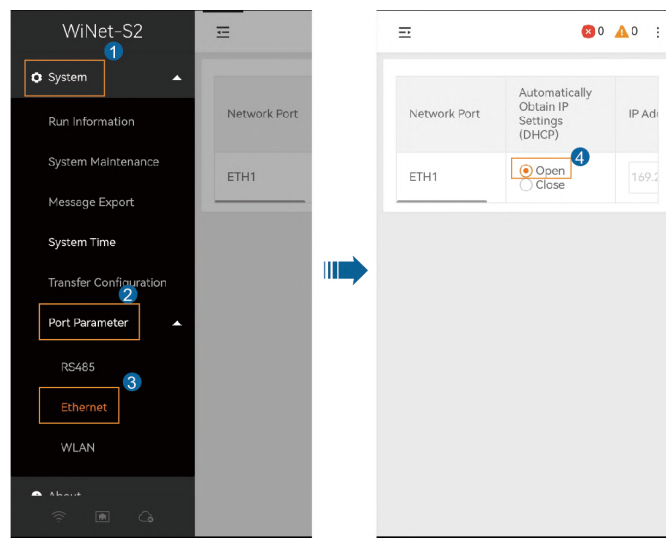 WiNet-S2
1
System
Run Information
System Maintenance
Message Export
System Time
Transfer Configuration
2
Port Parameter
RS485
3
Ethernet
WLAN
About
Network Port
ETH1
0 0
Network Port
Automatically
Obtain IP
Settings
(DHCP)
IP Add
ETH1
4
Open
Close
169.2